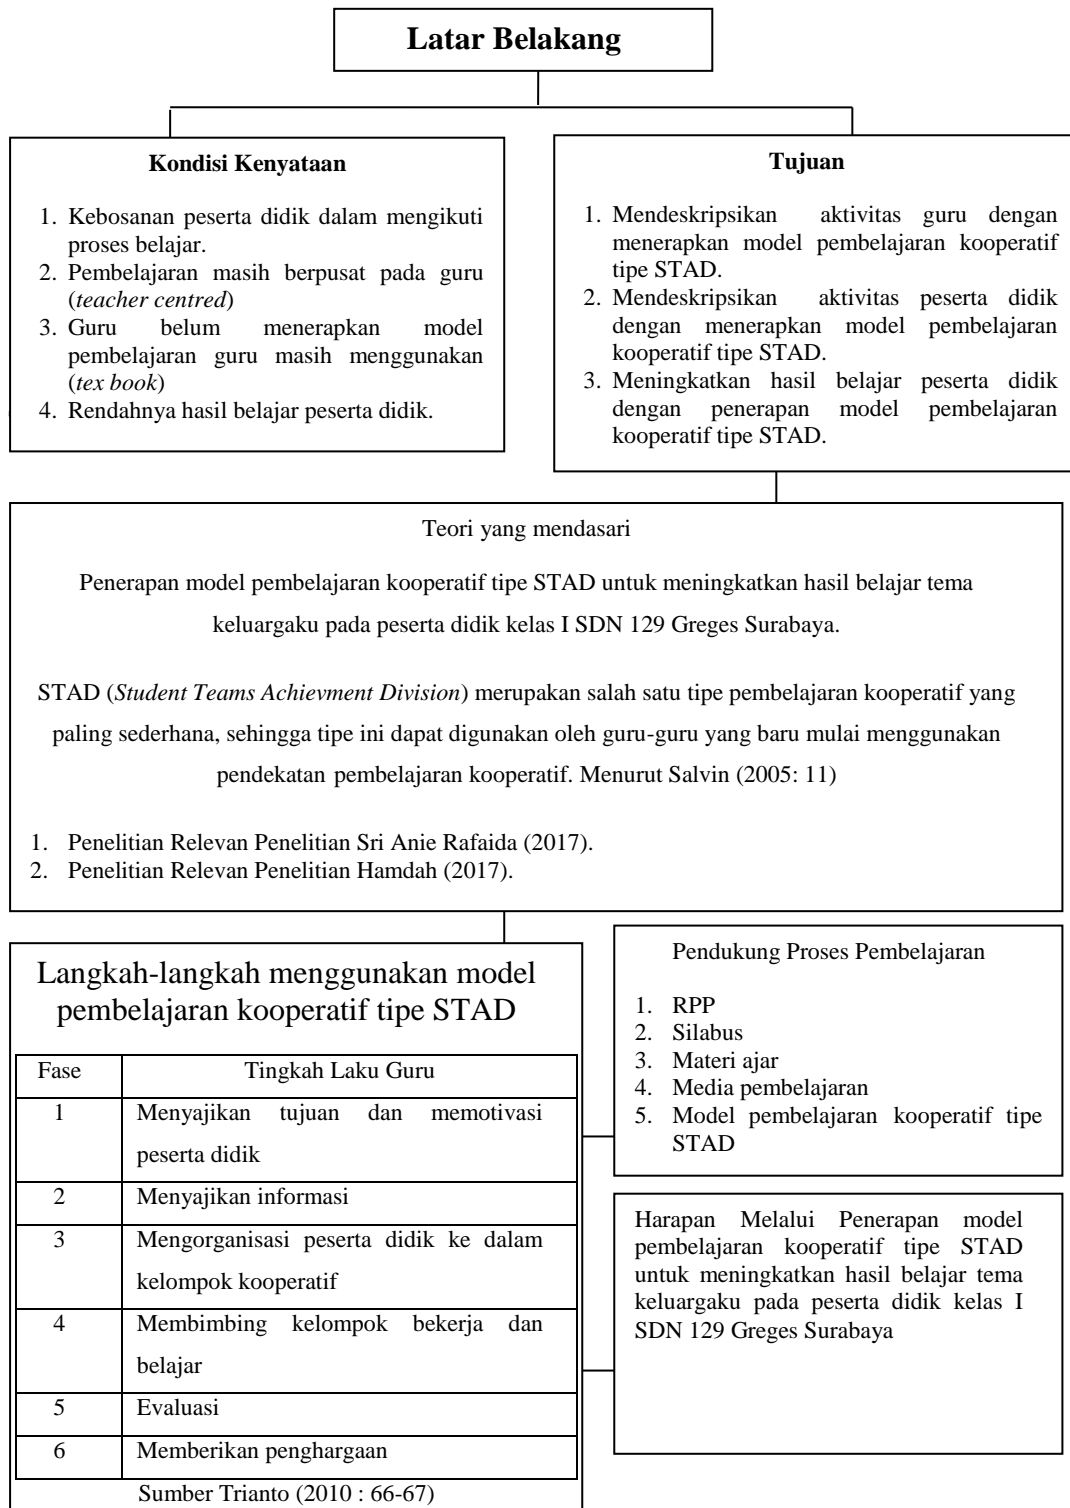 Latar Belakang
Kondisi Kenyataan
1. Kebosanan peserta didik dalam mengikuti
proses belajar.
2. Pembelajaran masih berpusat pada guru
(teacher centred)
3. Guru belum menerapkan model
pembelajaran guru masih menggunakan
(tex book)
4. Rendahnya hasil belajar peserta didik.
Tujuan
1. Mendeskripsikan aktivitas guru dengan
menerapkan model pembelajaran kooperatif
tipe STAD.
2. Mendeskripsikan aktivitas peserta didik
dengan menerapkan model pembelajaran
kooperatif tipe STAD.
3. Meningkatkan hasil belajar peserta didik
dengan penerapan model pembelajaran
kooperatif tipe STAD.
Teori yang mendasari
Penerapan model pembelajaran kooperatif tipe STAD untuk meningkatkan hasil belajar tema
keluargaku pada peserta didik kelas I SDN 129 Greges Surabaya.
STAD (Student Teams Achievment Division) merupakan salah satu tipe pembelajaran kooperatif yang
paling sederhana, sehingga tipe ini dapat digunakan oleh guru-guru yang baru mulai menggunakan
pendekatan pembelajaran kooperatif. Menurut Salvin (2005: 11)
1. Penelitian Relevan Penelitian Sri Anie Rafaida (2017).
2. Penelitian Relevan Penelitian Hamdah (2017).
Langkah-langkah menggunakan model
pembelajaran kooperatif tipe STAD
Fase Tingkah Laku Guru
1 Menyajikan tujuan dan memotivasi
peserta didik
2 Menyajikan informasi
3 Mengorganisasi peserta didik ke dalam
kelompok kooperatif
4 Membimbing kelompok bekerja dan
belajar
5 Evaluasi
6 Memberikan penghargaan
Sumber Trianto (2010 : 66-67)
Pendukung Proses Pembelajaran
1. RPP
2. Silabus
3. Materi ajar
4. Media pembelajaran
5. Model pembelajaran kooperatif tipe
STAD
Harapan Melalui Penerapan model
pembelajaran kooperatif tipe STAD
untuk meningkatkan hasil belajar tema
keluargaku pada peserta didik kelas I
SDN 129 Greges Surabaya